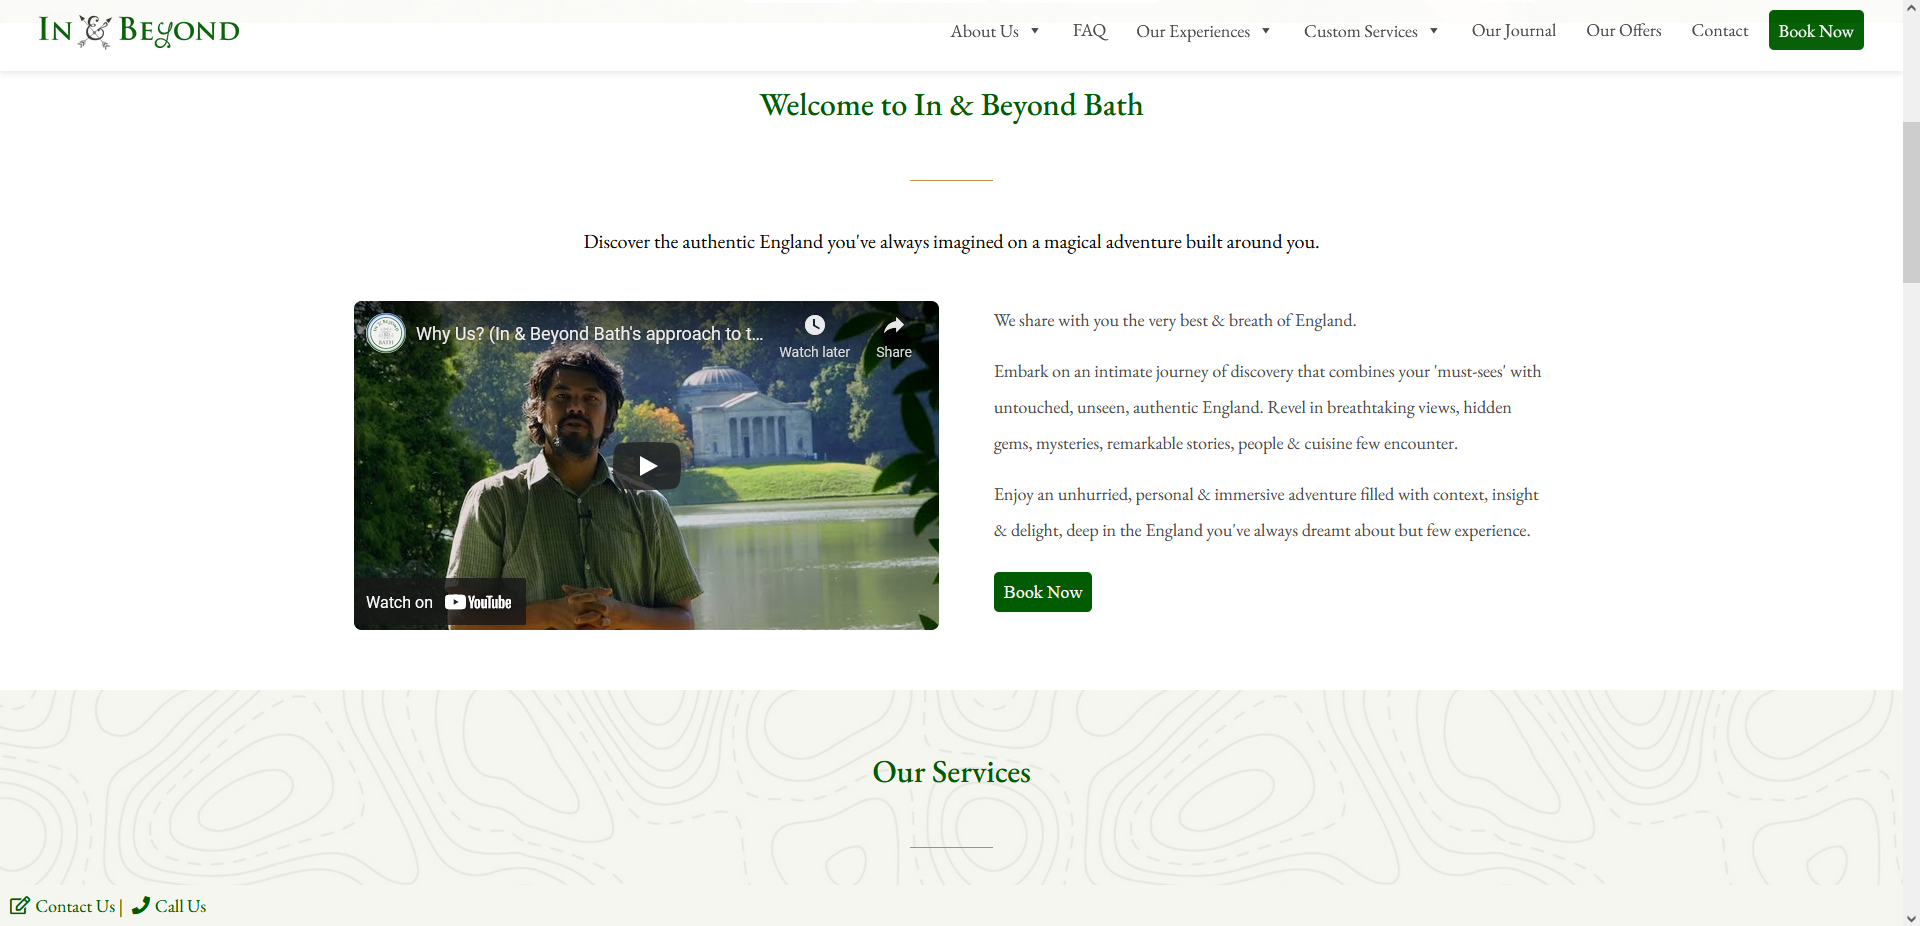 In & Beyond
About Us
FAQ
Our Experiences
Custom Services
Our Journal
Our Offers
Contact
Book Now
Welcome to In & Beyond Bath
Discover the authentic England you've always imagined on a magical adventure built around you.
Why Us? (In & Beyond Bath's approach to t...
Watch later
Share
Watch on YouTube
We share with you the very best & breath of England.
Embark on an intimate journey of discovery that combines your 'must-sees' with
untouched, unseen, authentic England. Revel in breathtaking views, hidden
gems, mysteries, remarkable stories, people & cuisine few encounter.
Enjoy an unhurried, personal & immersive adventure filled with context, insight
& delight, deep in the England you've always dreamt about but few experience.
Book Now
Our Services
Contact Us | Call Us